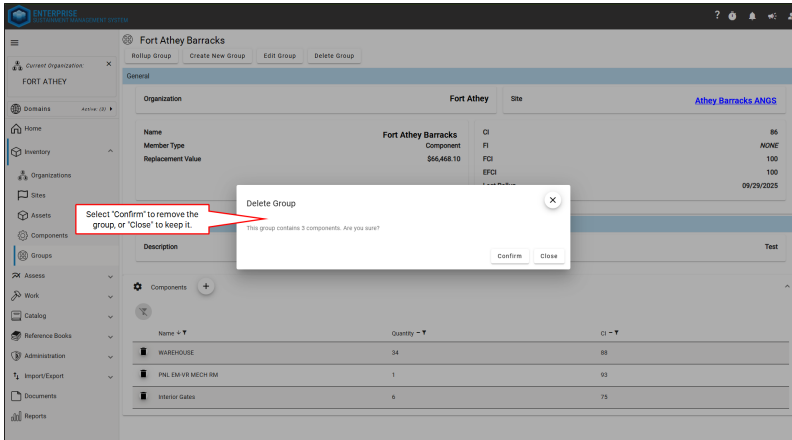 ENTERPRISE
SUSTAINMENT MANAGEMENT SYSTEM
?
Current Organization:
FORT ATHEY
Domains
Active (8)
Home
Inventory
Organizations
Sites
Assets
Components
Groups
Assess
Work
Catalog
Reference Books
Administration
Import/Export
Documents
Reports
Fort Athey Barracks
Rollup Group Create New Group Edit Group Delete Group
General
Organization Fort Athey Site Athey Barracks ANGS
Name Fort Athey Barracks CI 86
Member Type Component FI NONE
Replacement Value $66,468.10 FCI 100
EFCI 100
Last Rollup 09/29/2025
Select "Confirm" to remove the
group, or "Close" to keep it.
Delete Group
This group contains 3 components. Are you sure?
Confirm Close
Description Test
Components
Name Quantity CI
WAREHOUSE 34 88
PNL EM-VR MECH RM 1 93
Interior Gates 6 75